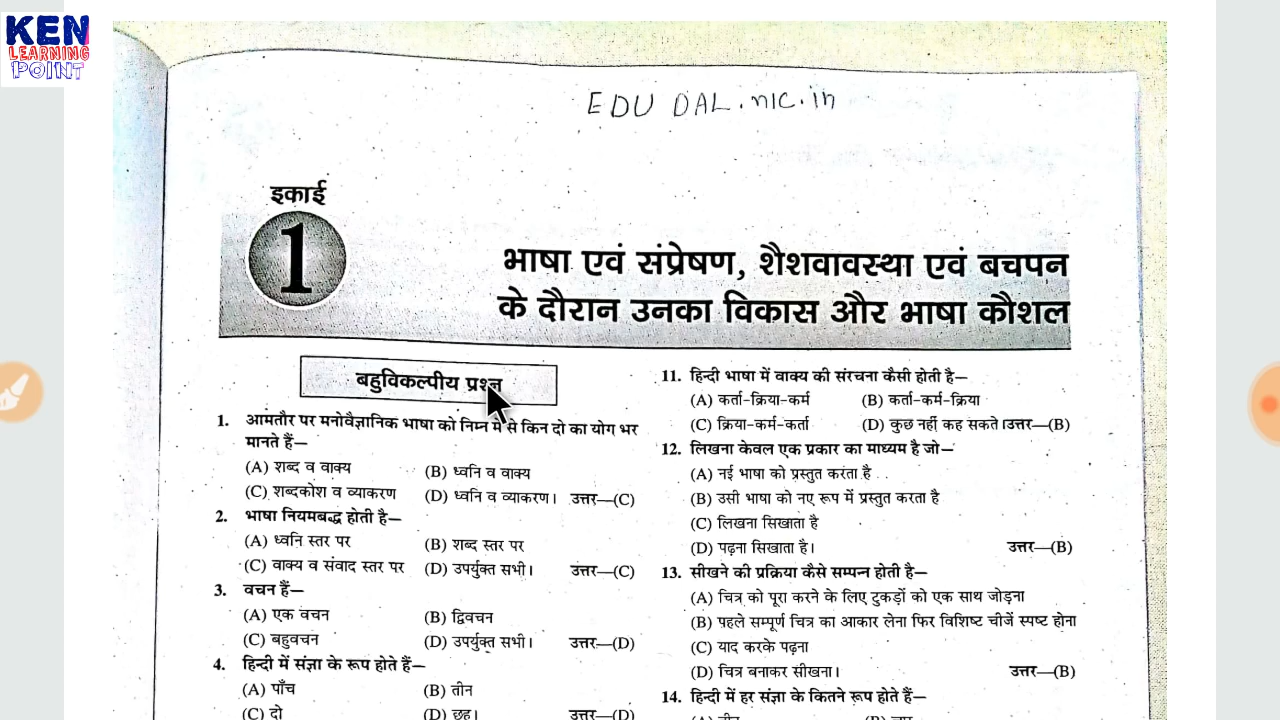 KEN
LEARNING
POINT
EDU DAL.nic.in
इकाई
1
भाषा एवं संप्रेषण, शैशवावस्था एवं बचपन
के दौरान उनका विकास और भाषा कौशल
बहुविकल्पीय प्रश्न
1. आमतौर पर मनोवैज्ञानिक भाषा को निम्न में से किन दो का योग भर
मानते हैं—
(A) शब्द व वाक्य (B) ध्वनि व वाक्य
(C) शब्दकोश व व्याकरण (D) ध्वनि व व्याकरण। उत्तर—(C)
2. भाषा नियमबद्ध होती है—
(A) ध्वनि स्तर पर (B) शब्द स्तर पर
(C) वाक्य व संवाद स्तर पर (D) उपर्युक्त सभी। उत्तर—(C)
3. वचन हैं—
(A) एक वचन (B) द्विवचन
(C) बहुवचन (D) उपर्युक्त सभी। उत्तर—(D)
4. हिन्दी में संज्ञा के रूप होते हैं—
(A) पाँच (B) तीन
(C) दो (D) छह। उत्तर—(D)
11. हिन्दी भाषा में वाक्य की संरचना कैसी होती है—
(A) कर्ता-क्रिया-कर्म (B) कर्ता-कर्म-क्रिया
(C) क्रिया-कर्म-कर्ता (D) कुछ नहीं कह सकते।उत्तर—(B)
12. लिखना केवल एक प्रकार का माध्यम है जो—
(A) नई भाषा को प्रस्तुत करता है
(B) उसी भाषा को नए रूप में प्रस्तुत करता है
(C) लिखना सिखाता है
(D) पढ़ना सिखाता है। उत्तर—(B)
13. सीखने की प्रक्रिया कैसे सम्पन्न होती है—
(A) चित्र को पूरा करने के लिए टुकड़ों को एक साथ जोड़ना
(B) पहले सम्पूर्ण चित्र का आकार लेना फिर विशिष्ट चीजें स्पष्ट होना
(C) याद करके पढ़ना
(D) चित्र बनाकर सीखना। उत्तर—(B)
14. हिन्दी में हर संज्ञा के कितने रूप होते हैं—